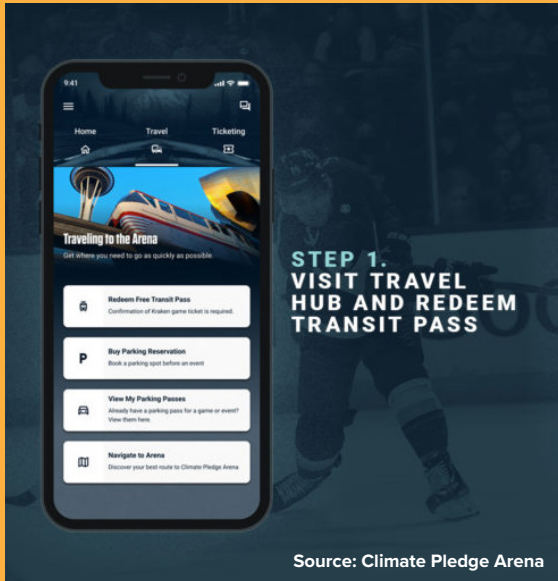 9:41
Home Travel Ticketing
Traveling to the Arena
Get where you need to go as quickly as possible.
Redeem Free Transit Pass
Confirmation of Kraken game ticket is required.
P
Buy Parking Reservation
Book a parking spot before an event
View My Parking Passes
Already have a parking pass for a game or event?
View them here.
Navigate to Arena
Discover your best route to Climate Pledge Arena
STEP 1.
VISIT TRAVEL
HUB AND REDEEM
TRANSIT PASS
Source: Climate Pledge Arena